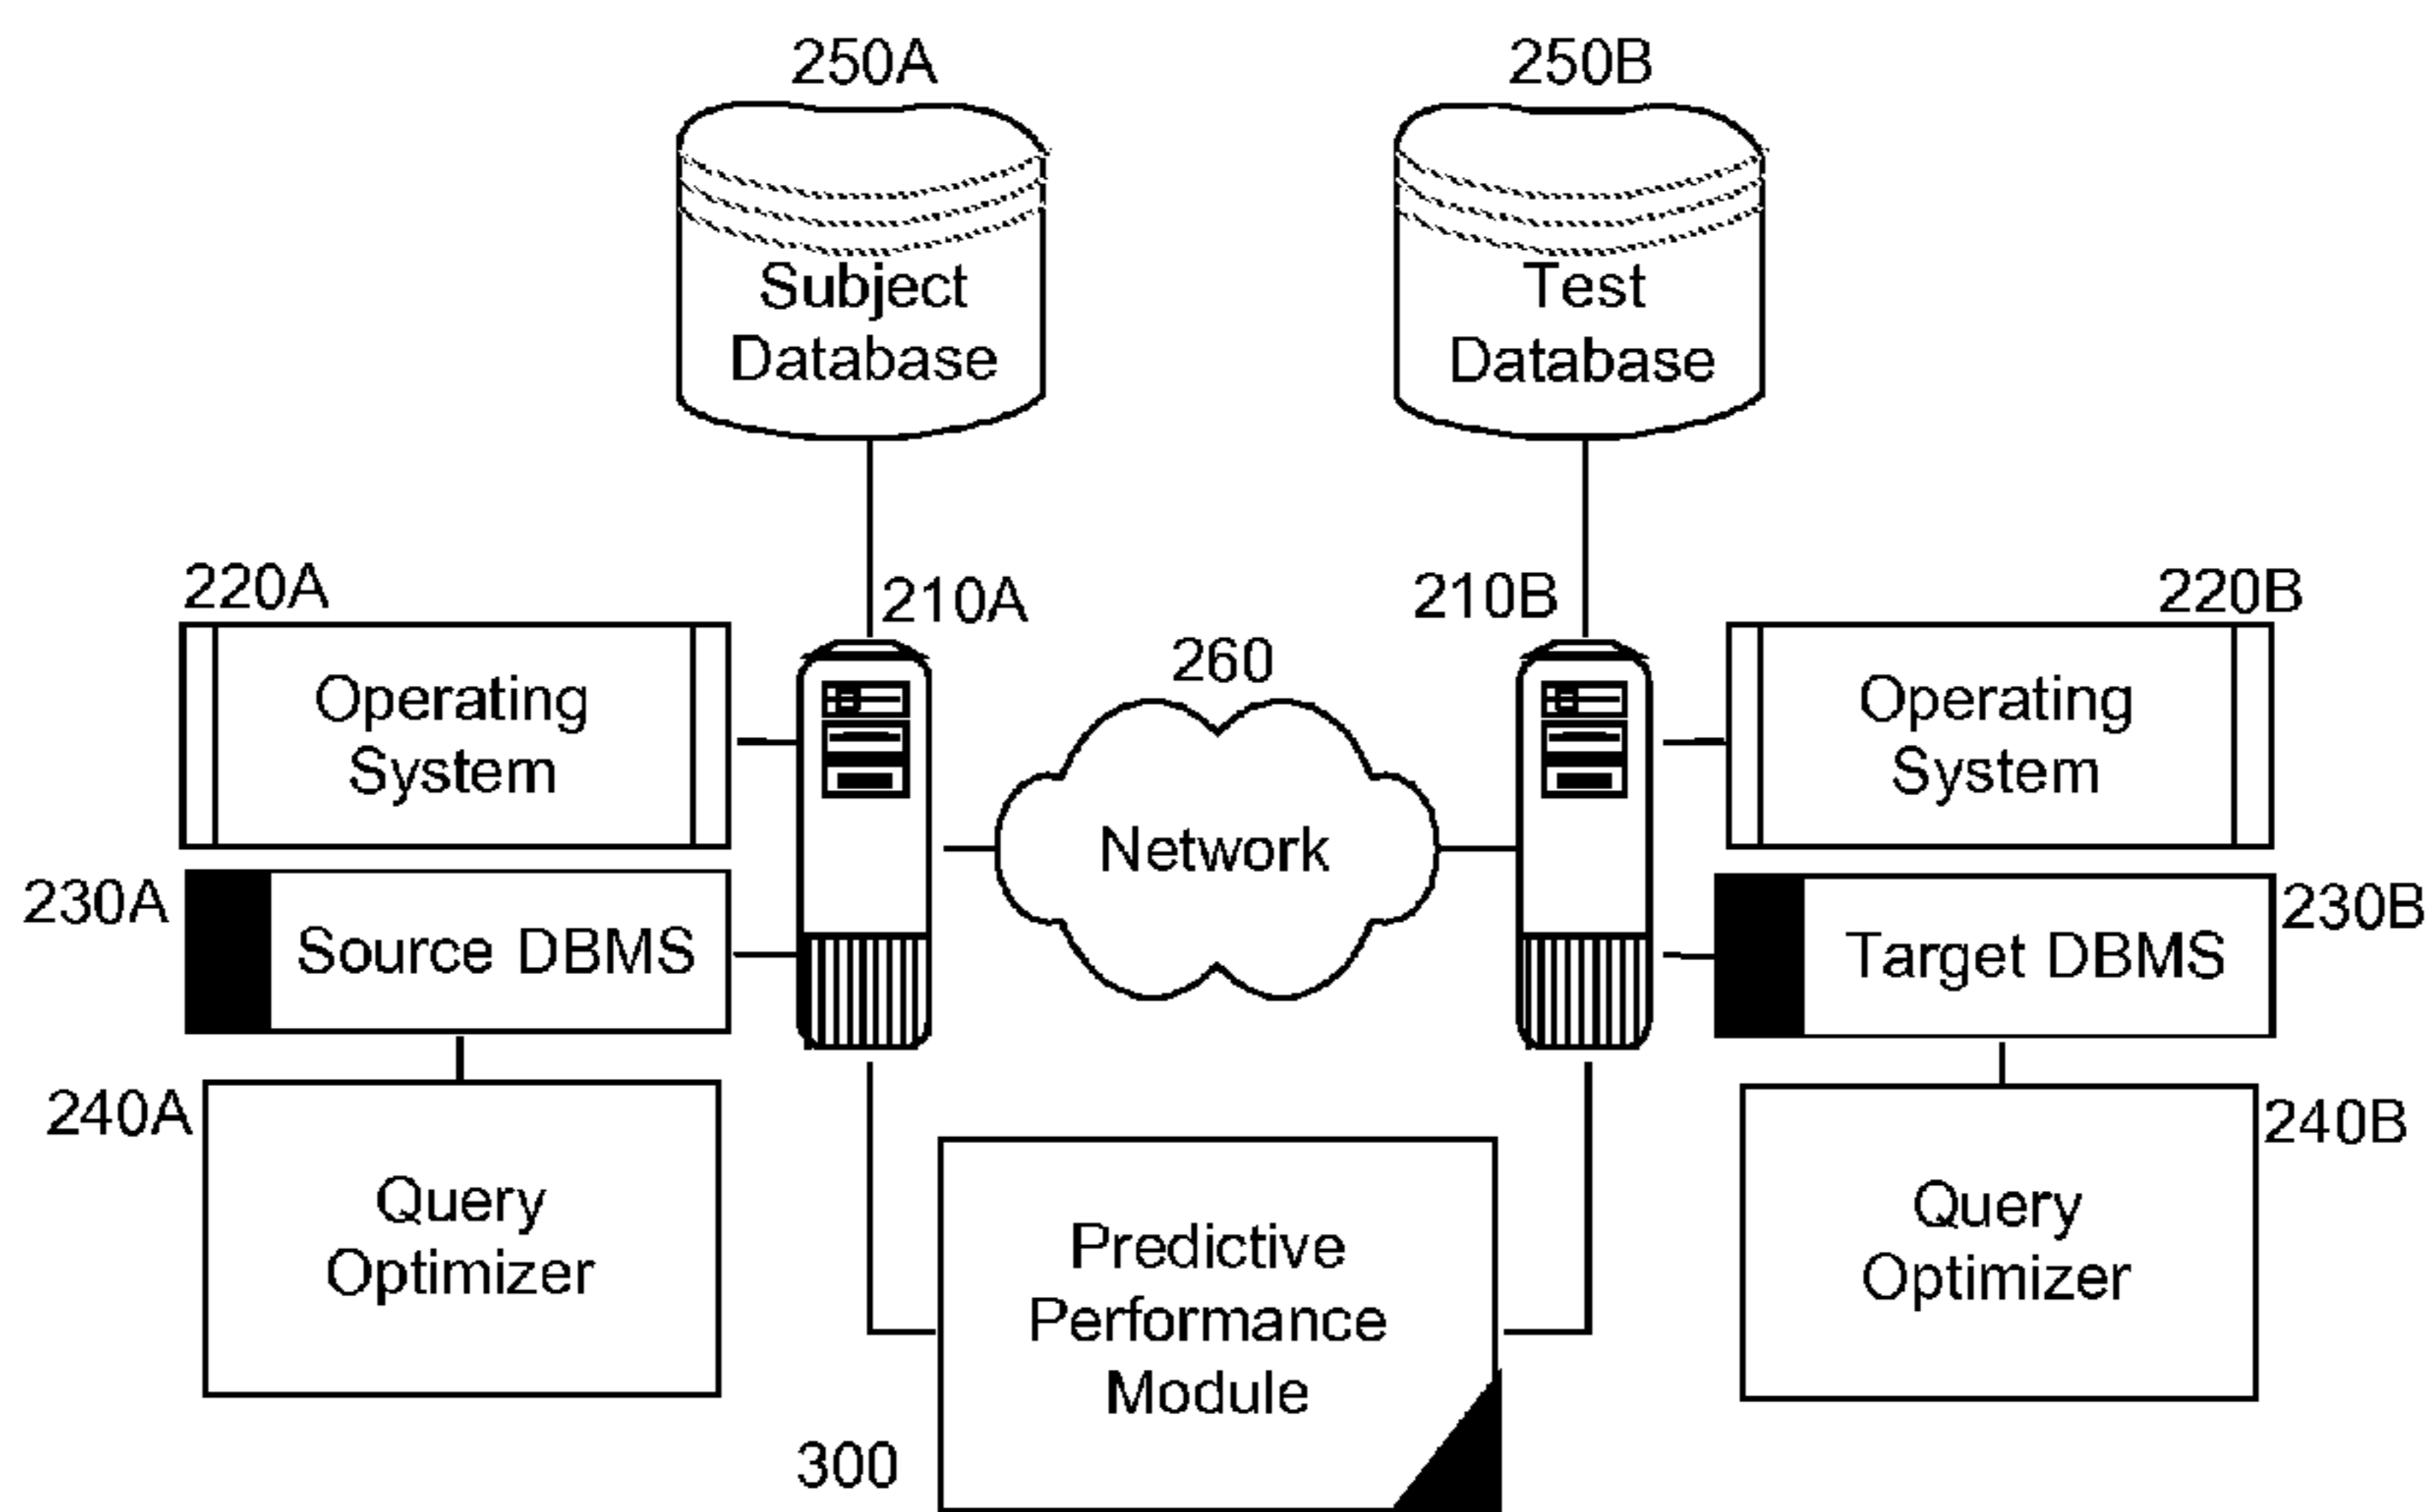 250A
250B
Subject
Database
Test
Database
220A
210A
210B
220B
260
Operating
System
Operating
System
Network
230A
Source DBMS
Target DBMS
230B
240A
240B
Query
Optimizer
Query
Optimizer
Predictive
Performance
Module
300